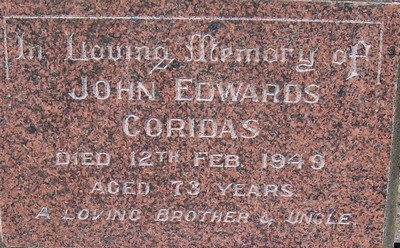 In Loving Memory of
JOHN EDWARDS
CORIDAS
DIED 12TH FEB. 1949
AGED 73 YEARS
A LOVING BROTHER & UNCLE